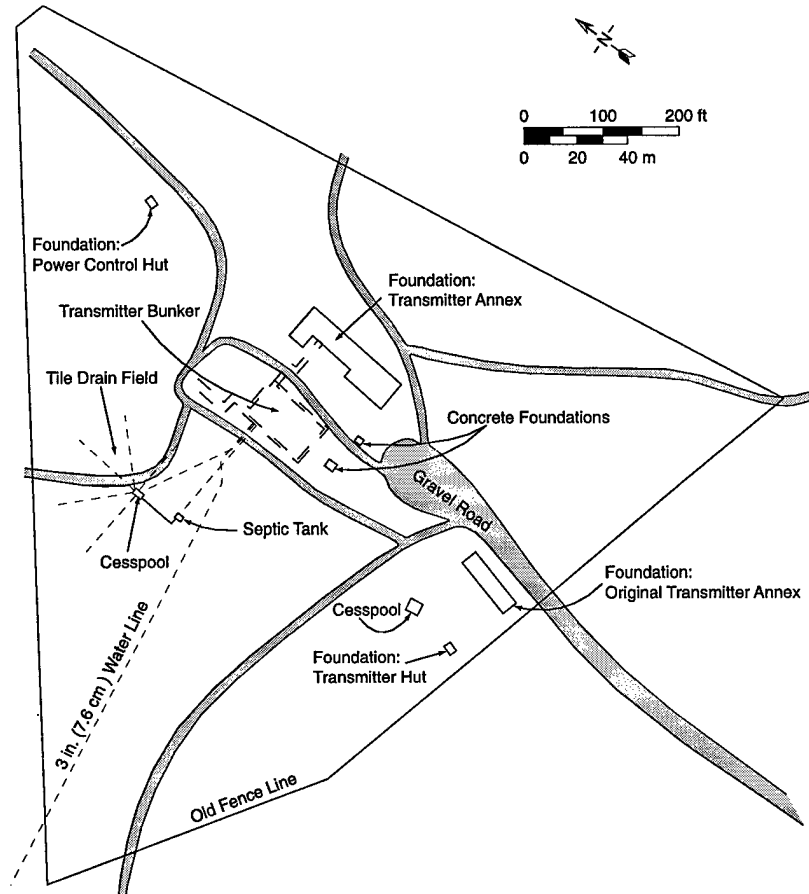 N
0 100 200 ft
0 20 40 m
Foundation:
Power Control Hut
Foundation:
Transmitter Annex
Transmitter Bunker
Tile Drain Field
Concrete Foundations
Gravel Road
Septic Tank
Cesspool
Foundation:
Original Transmitter Annex
Cesspool
Foundation:
Transmitter Hut
3 in. (7.6 cm ) Water Line
Old Fence Line